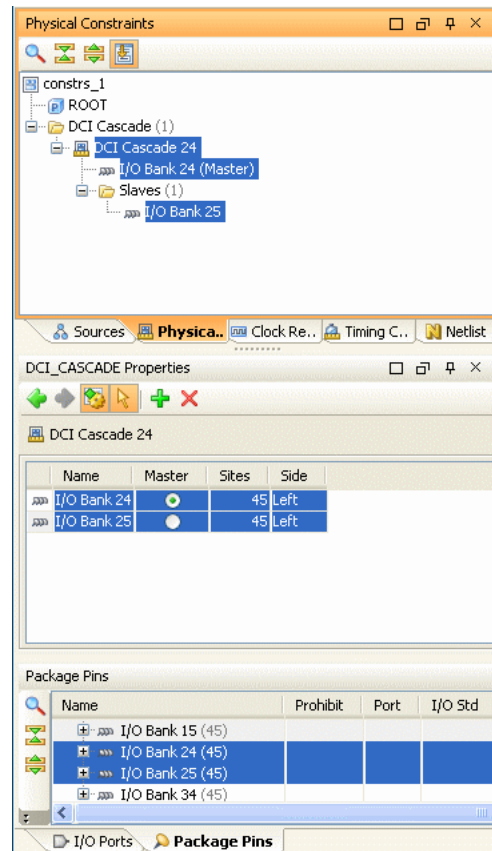 Physical Constraints
constrs_1
ROOT
DCI Cascade (1)
DCI Cascade 24
I/O Bank 24 (Master)
Slaves (1)
I/O Bank 25
Sources Physica.. Clock Re.. Timing C.. Netlist
DCI_CASCADE Properties
DCI Cascade 24
Name Master Sites Side
I/O Bank 24 45 Left
I/O Bank 25 45 Left
Package Pins
Name Prohibit Port I/O Std
I/O Bank 15 (45)
I/O Bank 24 (45)
I/O Bank 25 (45)
I/O Bank 34 (45)
I/O Ports Package Pins